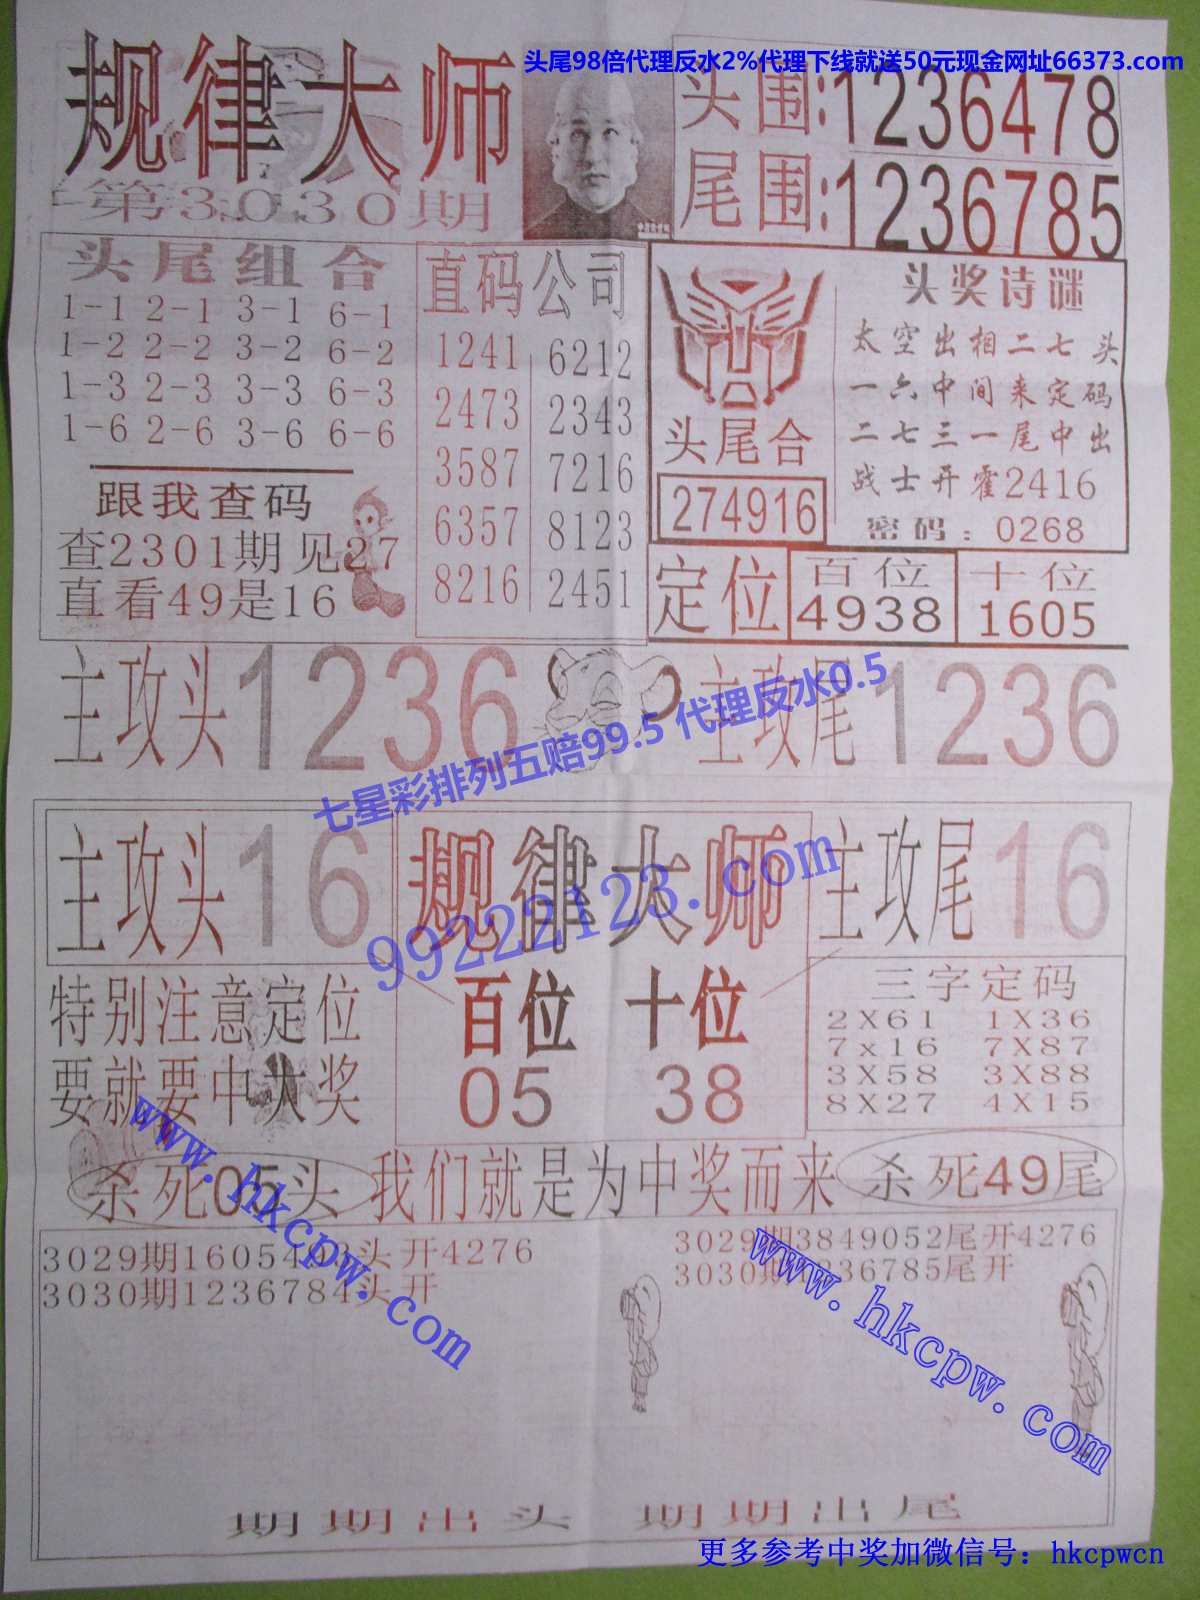 头尾98倍代理反水2%代理下线就送50元现金网址66373.com
规律大师
第3030期
头围:1236478
尾围:1236785
头尾组合
1-1 2-1 3-1 6-1
1-2 2-2 3-2 6-2
1-3 2-3 3-3 6-3
1-6 2-6 3-6 6-6
跟我查码
查2301期见27
直看49是16
直码公司
1241 6212
2473 2343
3587 7216
6357 8123
8216 2451
头尾合
274916
头奖诗谜
太空出相二七头
一六中间来定码
二七三一尾中出
战士开霍2416
密码:0268
定位
百位
4938
十位
1605
主攻头1236
主攻尾1236
七星彩排列五赔99.5 代理反水0.5
99222123.com
主攻头16
规律大师
主攻尾16
特别注意定位
要就要中大奖
百位 十位
05 38
三字定码
2X61 1X36
7x16 7X87
3X58 3X88
8X27 4X15
杀死05头
我们就是为中奖而来
杀死49尾
3029期16054 头开4276
3030期1236784头开
3029期3849052尾开4276
3030期1236785尾开
www.hkcpw.com
www.hkcpw.com
期期出头 期期出尾
更多参考中奖加微信号:hkcpwcn